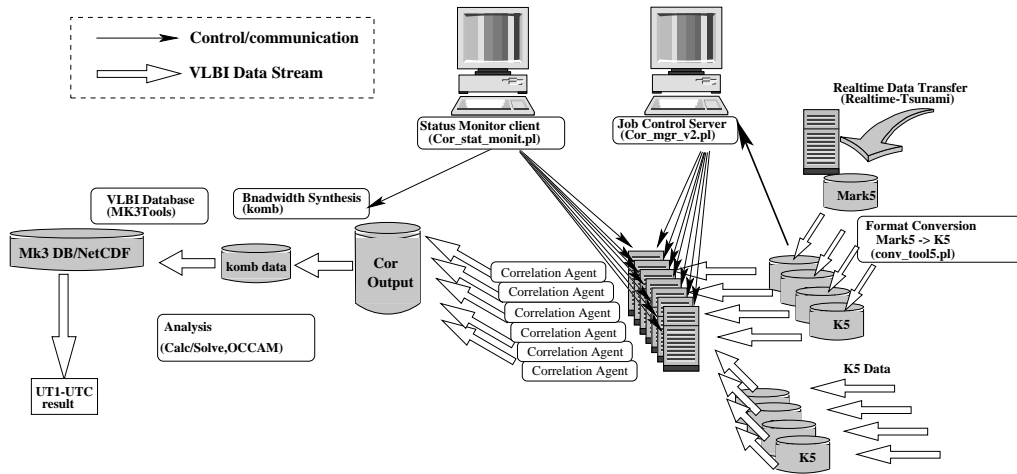 Control/communication
VLBI Data Stream
Realtime Data Transfer
(Realtime-Tsunami)
Status Monitor client
(Cor_stat_monit.pl)
Job Control Server
(Cor_mgr_v2.pl)
Mark5
VLBI Database
(MK3Tools)
Bnadwidth Synthesis
(komb)
Format Conversion
Mark5 -> K5
(conv_tool5.pl)
Mk3 DB/NetCDF
komb data
Cor
Output
Correlation Agent
Correlation Agent
Correlation Agent
Correlation Agent
Correlation Agent
Correlation Agent
K5
Analysis
(Calc/Solve,OCCAM)
K5 Data
UT1-UTC
result
K5